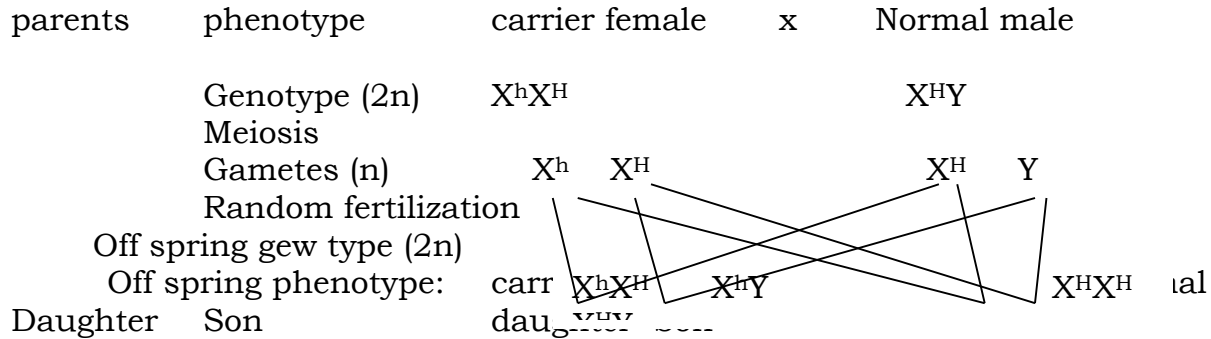 parents phenotype carrier female x Normal male
Genotype (2n) XʰXᴴ XᴴY
Meiosis
Gametes (n) Xʰ Xᴴ Xᴴ Y
Random fertilization
Off spring gew type (2n)
Off spring phenotype: carr XʰXᴴ XʰY XᴴXᴴ al
Daughter Son